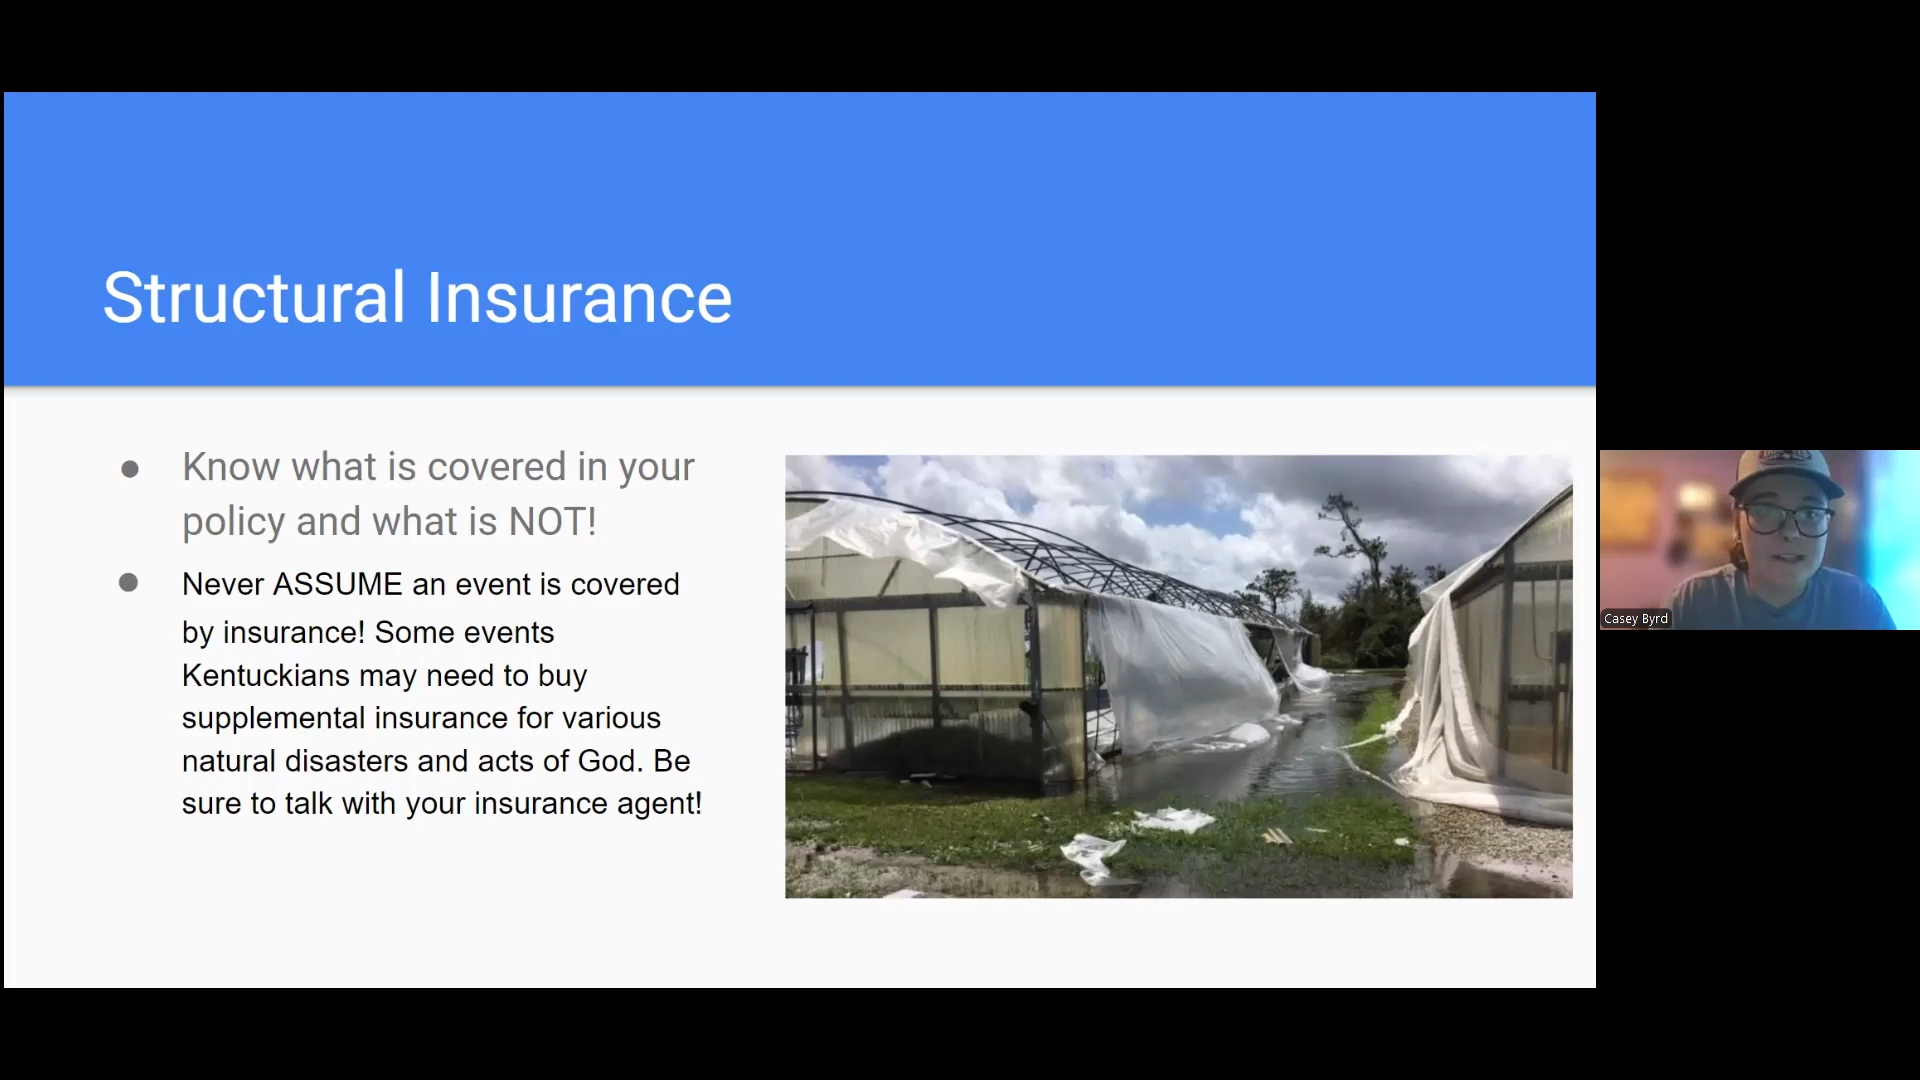 Structural Insurance
● Know what is covered in your
policy and what is NOT!
● Never ASSUME an event is covered
by insurance! Some events
Kentuckians may need to buy
supplemental insurance for various
natural disasters and acts of God. Be
sure to talk with your insurance agent!
Casey Byrd